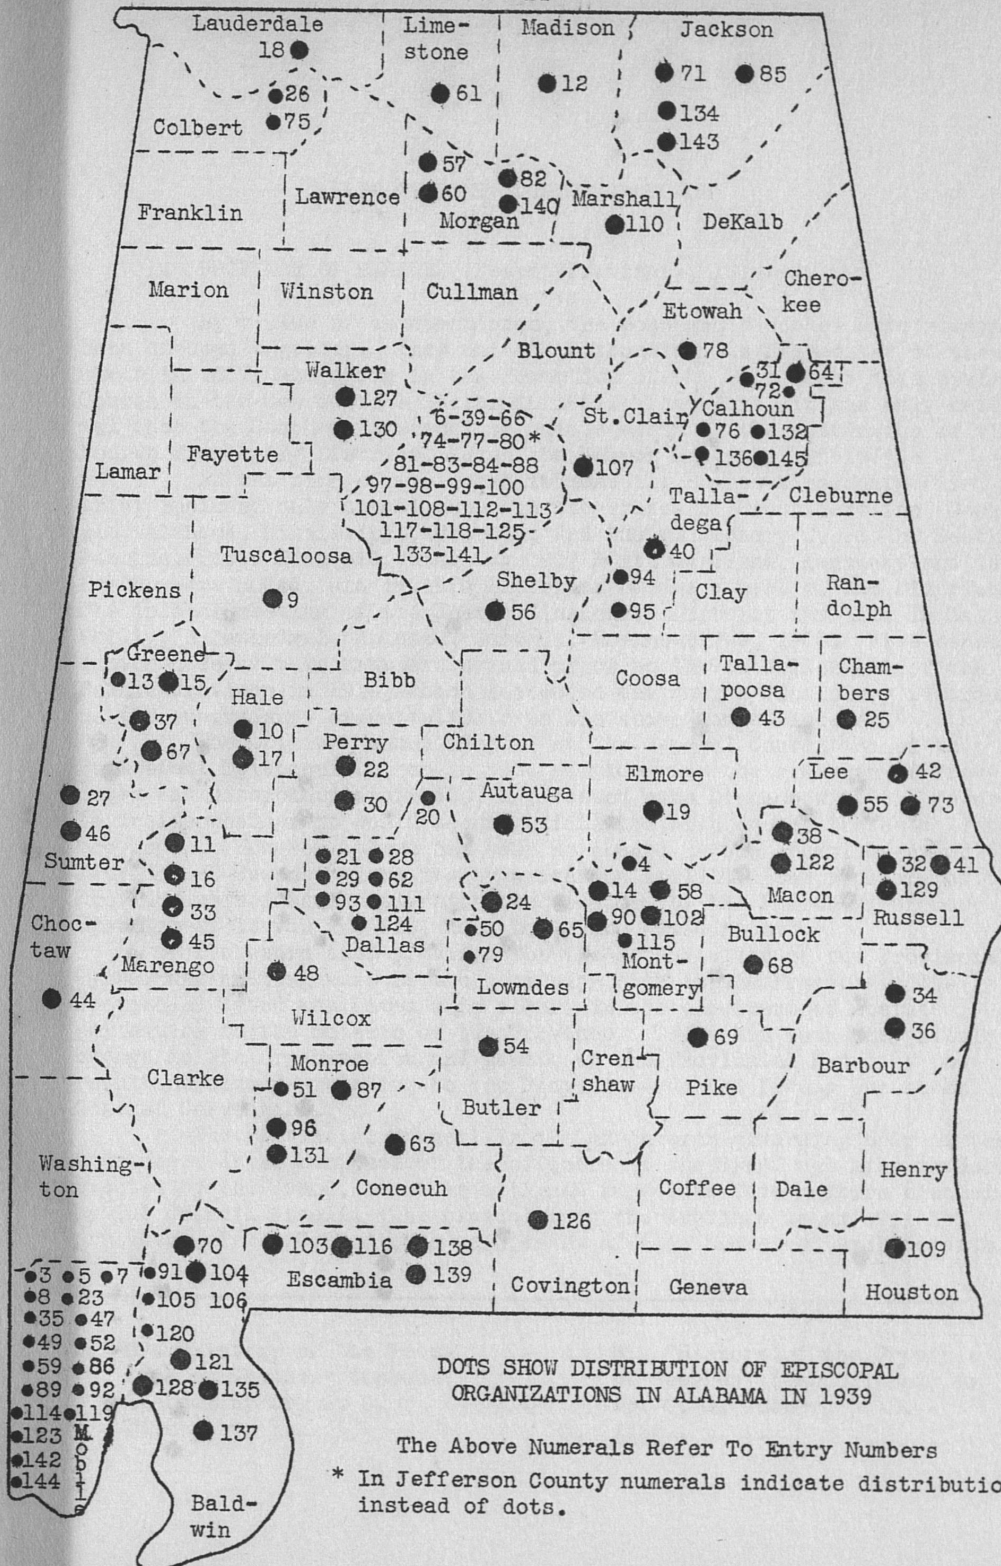 Lauderdale
18
Lime-
stone
61
Madison
12
Jackson
71 85
134
143
26
75
Colbert
Franklin
Lawrence
57
60
82
140
Morgan
Marshall
110
DeKalb
Marion
Winston
Cullman
Chero-
kee
Etowah
78
Blount
Walker
127
130
31 64
72
Calhoun
76 132
136 145
St.Clair
107
6-39-66
74-77-80*
81-83-84-88
97-98-99-100
101-108-112-113
117-118-125-
133-141
Lamar
Fayette
Talla-
dega
40
94
95
Cleburne
Pickens
Tuscaloosa
9
Shelby
56
Clay
Ran-
dolph
Greene
13 15
37
67
Hale
10
17
Bibb
Coosa
Talla-
poosa
43
Cham-
bers
25
Perry
22
30
Chilton
20
Autauga
53
Elmore
19
Lee
42
55 73
27
46
Sumter
11
16
33
45
Marengo
21 28
29 62
93 111
124
Dallas
4
14 58
90 102
115
Mont-
gomery
38
122
Macon
32 41
129
Russell
Choc-
taw
44
48
Wilcox
24
50 65
79
Lowndes
Bullock
68
34
36
Barbour
Clarke
Monroe
51 87
96
131
63
Conecuh
54
Butler
Cren-
shaw
69
Pike
Washing-
ton
Coffee
Dale
Henry
126
Covington
Geneva
109
Houston
70
91 104
105 106
120
121
128 135
137
Bald-
win
103 116 138
139
Escambia
3 5 7
8 23
35 47
49 52
59 86
89 92
114 119
123
142
144
Mobile
DOTS SHOW DISTRIBUTION OF EPISCOPAL
ORGANIZATIONS IN ALABAMA IN 1939
The Above Numerals Refer To Entry Numbers
* In Jefferson County numerals indicate distributio
instead of dots.